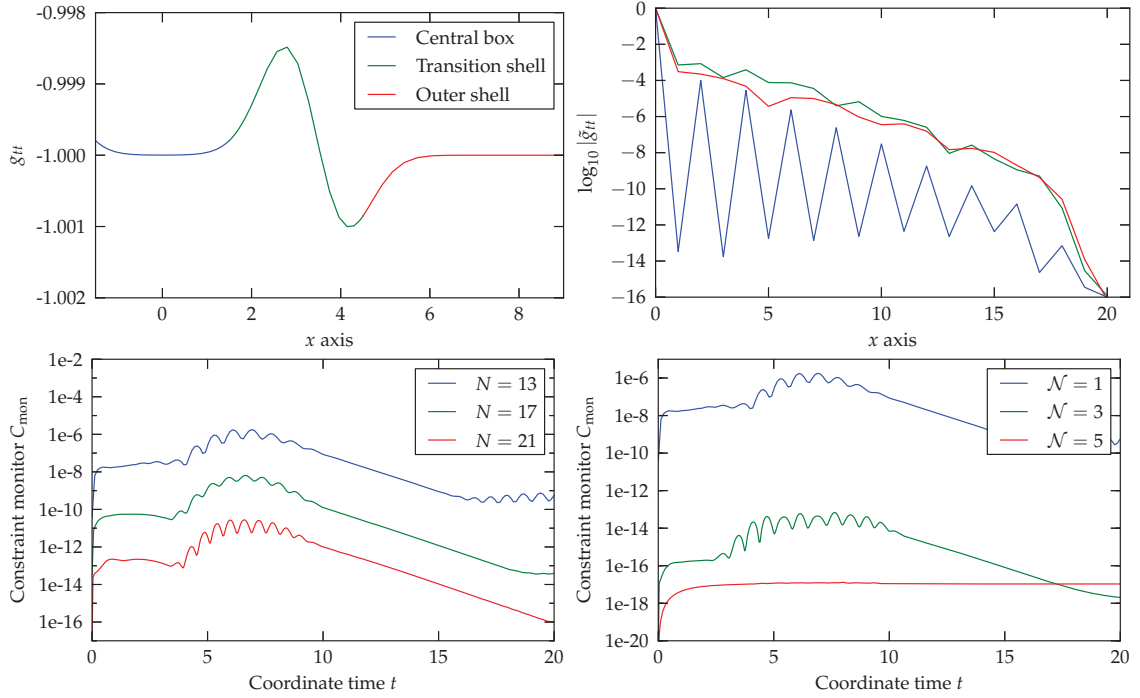 -0.998
-0.999
-1.000
-1.001
-1.002
g_tt
0
2
4
6
8
x axis
Central box
Transition shell
Outer shell
0
−2
−4
−6
−8
−10
−12
−14
−16
log₁₀ |g̃_tt|
0
5
10
15
20
x axis
1e-2
1e-4
1e-6
1e-8
1e-10
1e-12
1e-14
1e-16
Constraint monitor C_mon
0
5
10
15
20
Coordinate time t
N = 13
N = 17
N = 21
1e-6
1e-8
1e-10
1e-12
1e-14
1e-16
1e-18
1e-20
Constraint monitor C_mon
0
5
10
15
20
Coordinate time t
𝒩 = 1
𝒩 = 3
𝒩 = 5